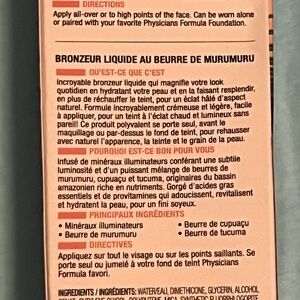 DIRECTIONS
Apply all-over or to high points of the face. Can be worn alone
or paired with your favorite Physicians Formula Foundation.
BRONZEUR LIQUIDE AU BEURRE DE MURUMURU
QU'EST-CE QUE C'EST
Incroyable bronzeur liquide qui magnifie votre look
quotidien en hydratant votre peau et en la faisant resplendir,
en plus de réchauffer le teint, pour un éclat hâlé d'aspect
naturel. Formule incroyablement crémeuse et légère, facile
à appliquer, pour un teint à l'éclat chaud et lumineux sans
pareil! Ce produit polyvalent se porte seul, avant le
maquillage ou par-dessus le fond de teint, pour rehausser
avec naturel l'apparence, la teinte et le grain de la peau.
POURQUOI EST-CE BON POUR VOUS
Infusé de minéraux illuminateurs conférant une subtile
luminosité et d'un puissant mélange de beurres de
murumuru, cupuaçu et tucuma, originaires du bassin
amazonien riche en nutriments. Gorgé d'acides gras
essentiels et de provitamines qui adoucissent, revitalisent
et hydratent la peau, pour un fini soyeux.
PRINCIPAUX INGRÉDIENTS
• Minéraux illuminateurs • Beurre de cupuaçu
• Beurre de murumuru • Beurre de tucuma
DIRECTIVES
Appliquez sur tout le visage ou sur les points saillants. Se
porte seul ou jumelé à votre fond de teint Physicians
Formula favori.
INGREDIENTS / INGRÉDIENTS: WATER/EAU, DIMETHICONE, GLYCERIN, ALCOHOL